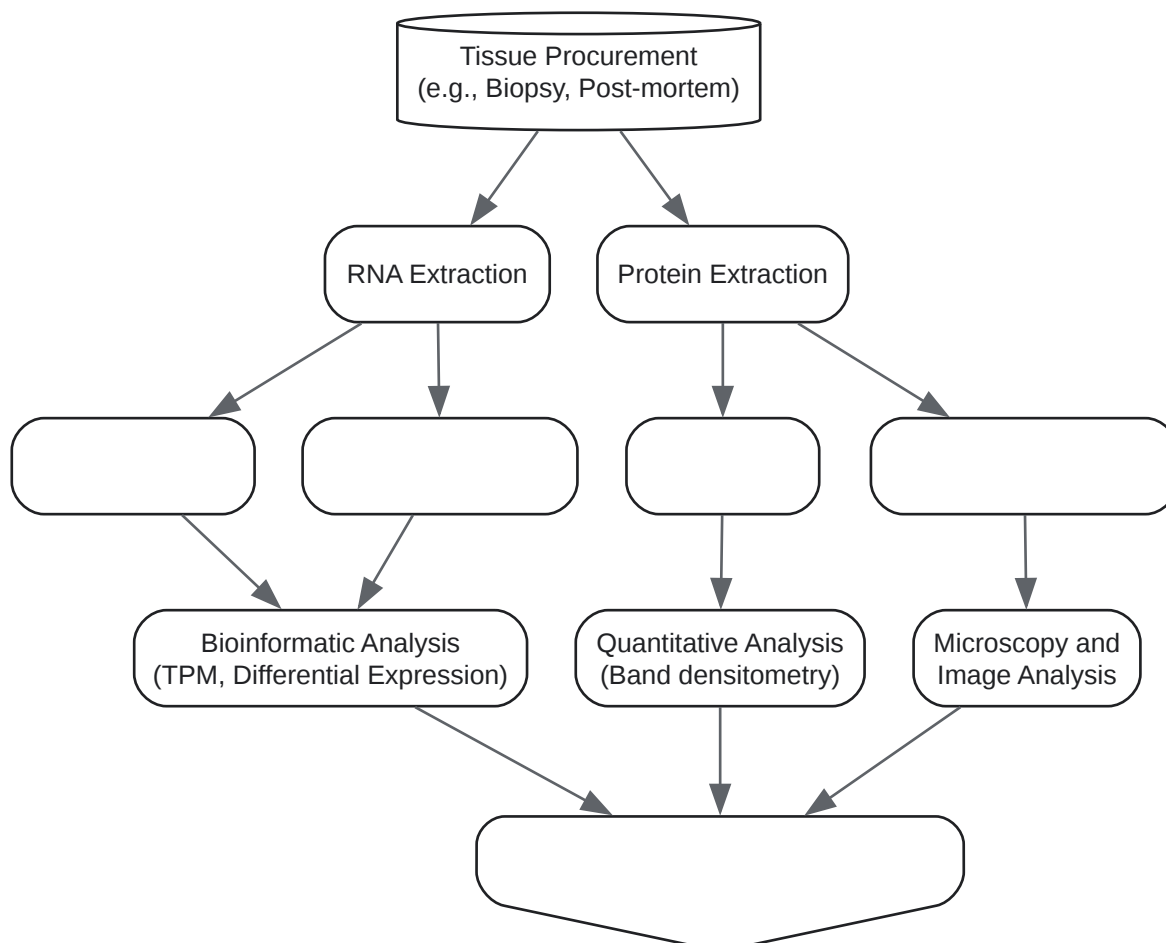 Tissue Procurement
(e.g., Biopsy, Post-mortem)
RNA Extraction
Protein Extraction
Bioinformatic Analysis
(TPM, Differential Expression)
Quantitative Analysis
(Band densitometry)
Microscopy and
Image Analysis